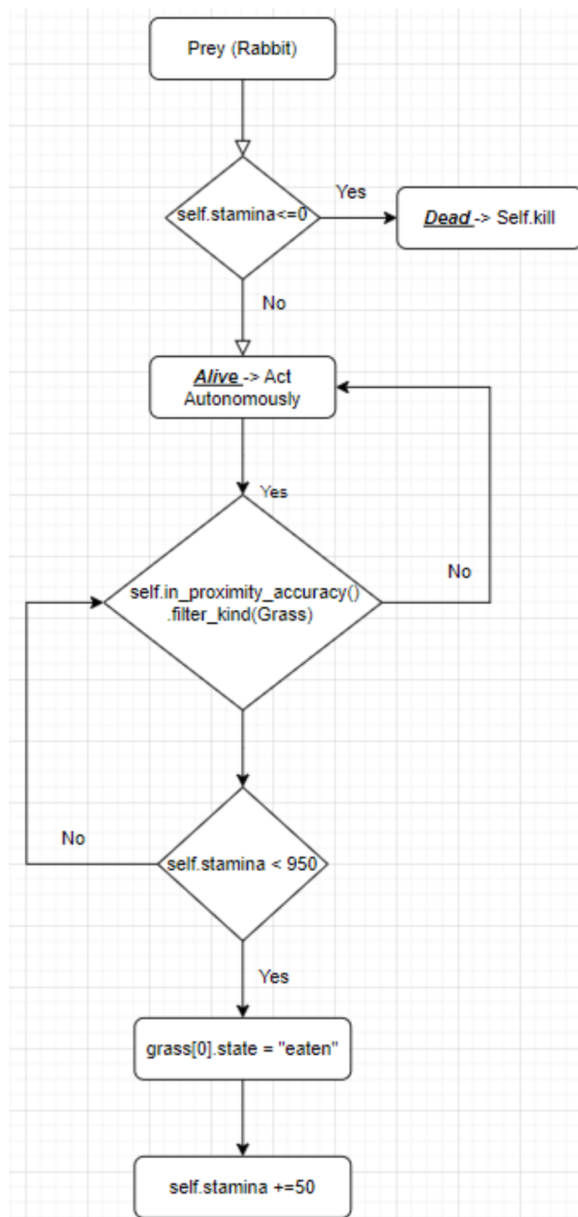 Prey (Rabbit)
self.stamina<=0
Yes
Dead -> Self.kill
No
Alive -> Act
Autonomously
Yes
self.in_proximity_accuracy()
.filter_kind(Grass)
No
No
self.stamina < 950
Yes
grass[0].state = "eaten"
self.stamina +=50